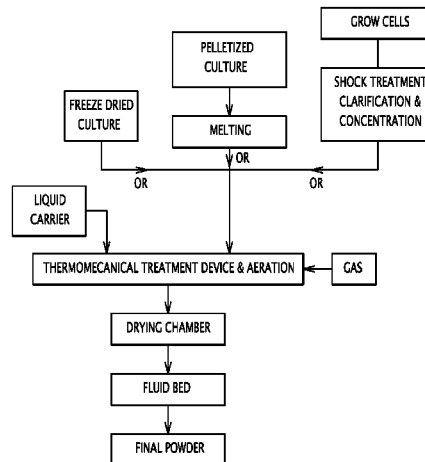 GROW CELLS
PELLETIZED
CULTURE
SHOCK TREATMENT
CLARIFICATION &
CONCENTRATION
FREEZE DRIED
CULTURE
MELTING
OR
OR
OR
LIQUID
CARRIER
THERMOMECANICAL TREATMENT DEVICE & AERATION
GAS
DRYING CHAMBER
FLUID BED
FINAL POWDER